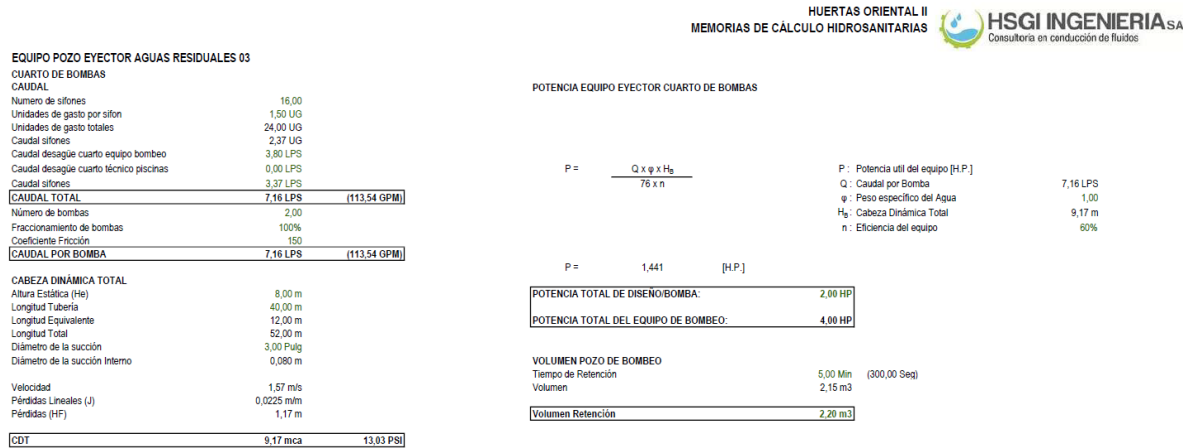 HUERTAS ORIENTAL II
MEMORIAS DE CÁLCULO HIDROSANITARIAS
HSGI INGENIERIA SA
Consultoria en conducción de fluidos
EQUIPO POZO EYECTOR AGUAS RESIDUALES 03
CUARTO DE BOMBAS
CAUDAL
Numero de sifones 16,00
Unidades de gasto por sifon 1,50 UG
Unidades de gasto totales 24,00 UG
Caudal sifones 2,37 UG
Caudal desagüe cuarto equipo bombeo 3,80 LPS
Caudal desagüe cuarto técnico piscinas 0,00 LPS
Caudal sifones 3,37 LPS
CAUDAL TOTAL 7,16 LPS (113,54 GPM)
Número de bombas 2,00
Fraccionamiento de bombas 100%
Coeficiente Fricción 150
CAUDAL POR BOMBA 7,16 LPS (113,54 GPM)
CABEZA DINÁMICA TOTAL
Altura Estática (He) 8,00 m
Longitud Tubería 40,00 m
Longitud Equivalente 12,00 m
Longitud Total 52,00 m
Diámetro de la succión 3,00 Pulg
Diámetro de la succión Interno 0,080 m
Velocidad 1,57 m/s
Pérdidas Lineales (J) 0,0225 m/m
Pérdidas (HF) 1,17 m
CDT 9,17 mca 13,03 PSI
POTENCIA EQUIPO EYECTOR CUARTO DE BOMBAS
P = Q x φ x HB
76 x n
P : Potencia util del equipo [H.P.]
Q : Caudal por Bomba 7,16 LPS
φ : Peso específico del Agua 1,00
HB : Cabeza Dinámica Total 9,17 m
n : Eficiencia del equipo 60%
P = 1,441 [H.P.]
POTENCIA TOTAL DE DISEÑO/BOMBA: 2,00 HP
POTENCIA TOTAL DEL EQUIPO DE BOMBEO: 4,00 HP
VOLUMEN POZO DE BOMBEO
Tiempo de Retención 5,00 Min (300,00 Seg)
Volumen 2,15 m3
Volumen Retención 2,20 m3